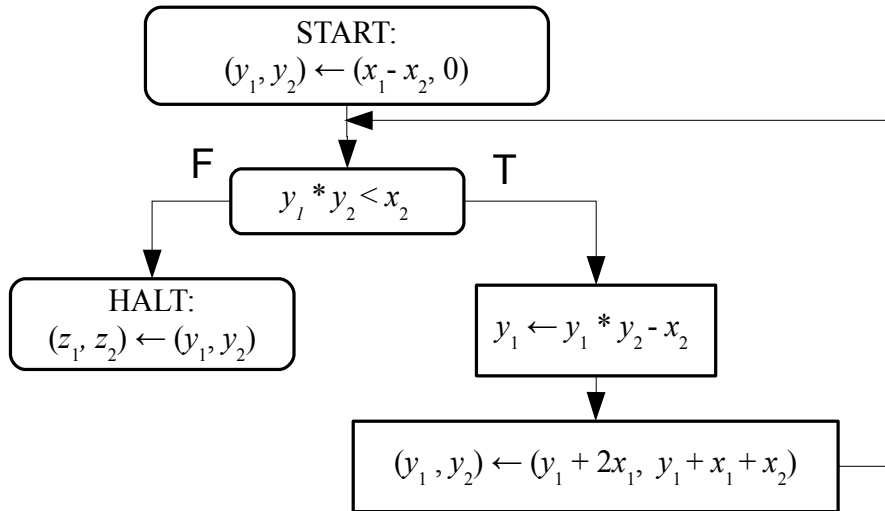 START:
(y₁, y₂) ← (x₁- x₂, 0)
F
T
y₁ * y₂ < x₂
HALT:
(z₁, z₂) ← (y₁, y₂)
y₁ ← y₁ * y₂ - x₂
(y₁ , y₂) ← (y₁ + 2x₁, y₁ + x₁ + x₂)